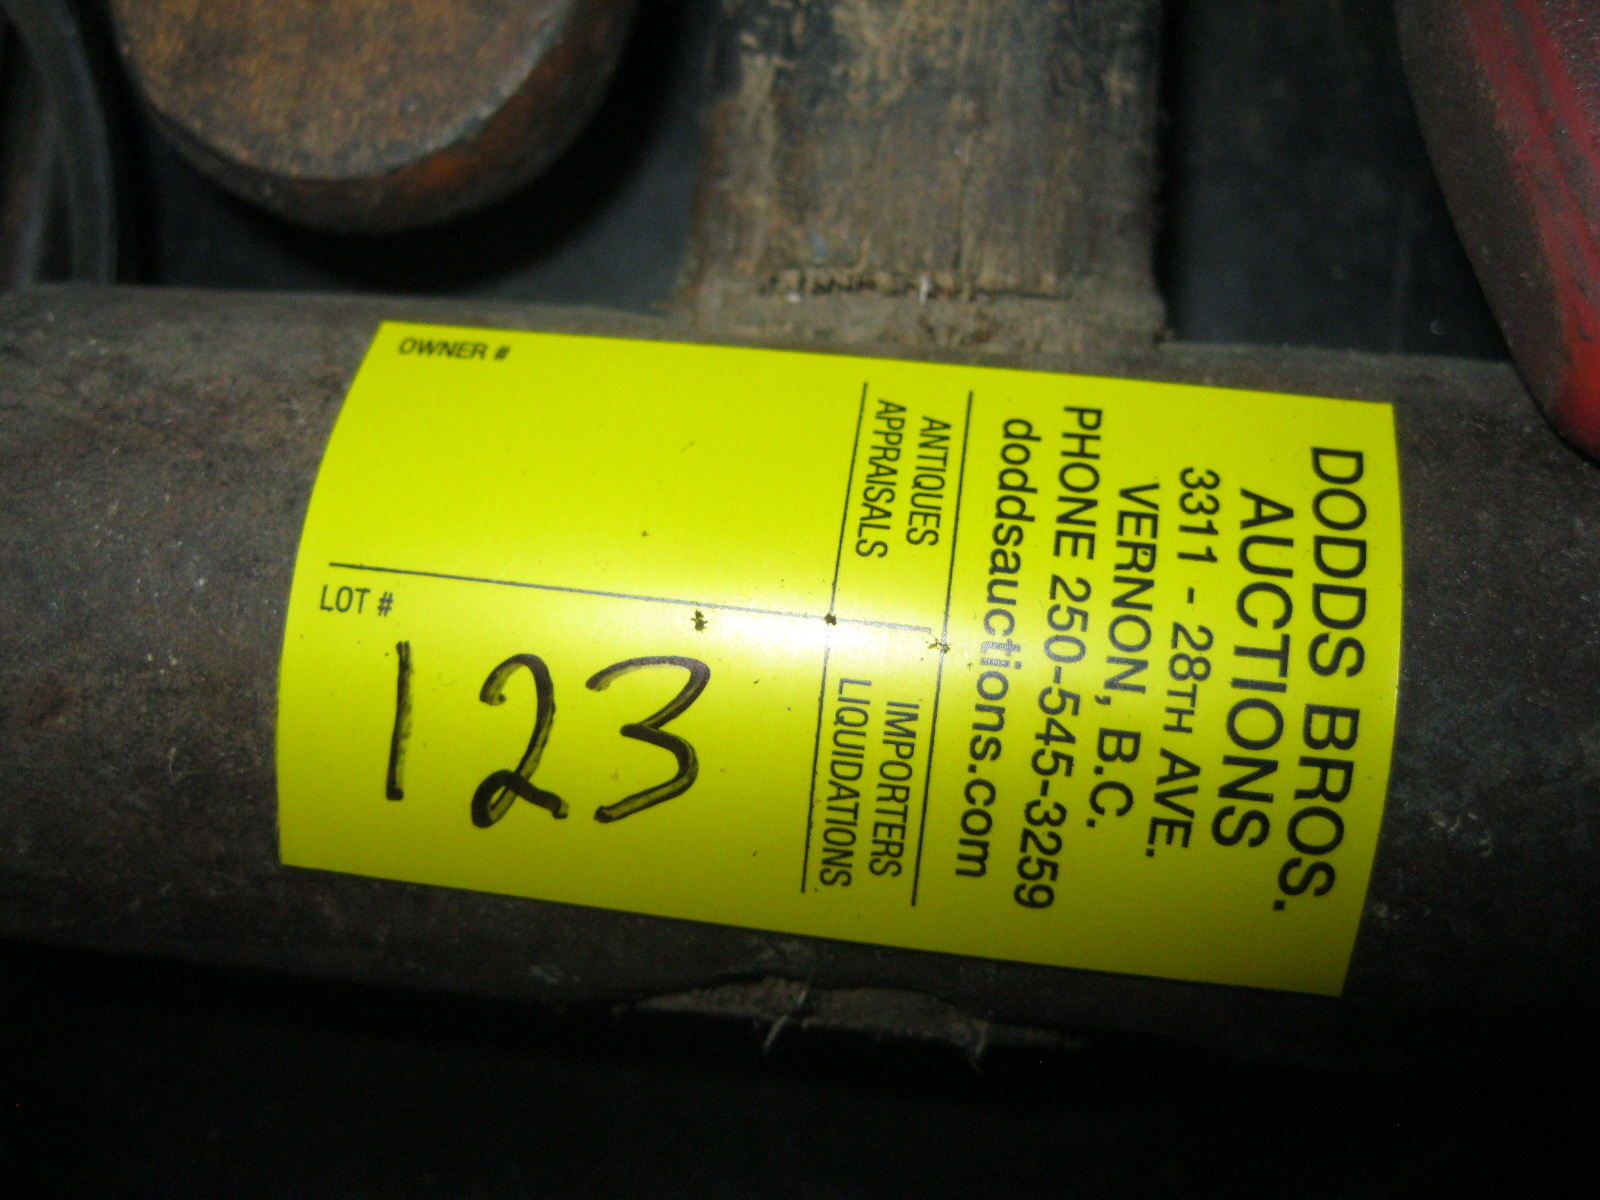 DODDS BROS.
AUCTIONS
3311 - 28TH AVE.
VERNON, B.C.
PHONE 250-545-3259
doddsauctions.com
ANTIQUES
APPRAISALS
IMPORTERS
LIQUIDATIONS
OWNER #
LOT #
123